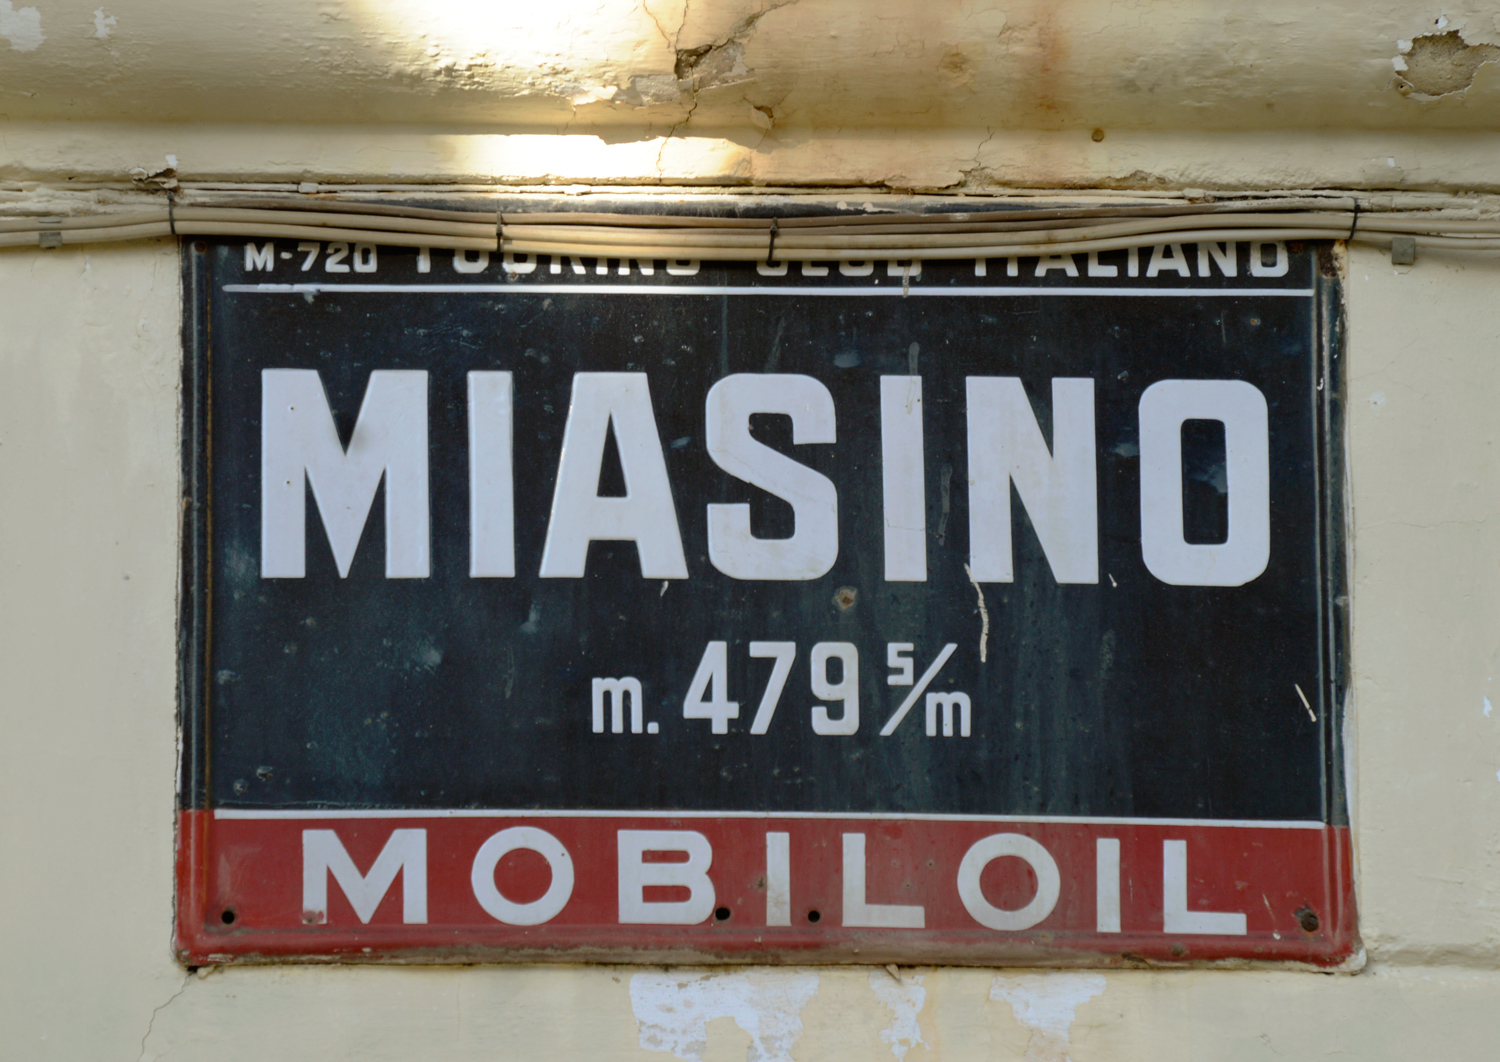 M-720 TOURING CLUB ITALIANO
MIASINO
m. 479 s/m
MOBILOIL